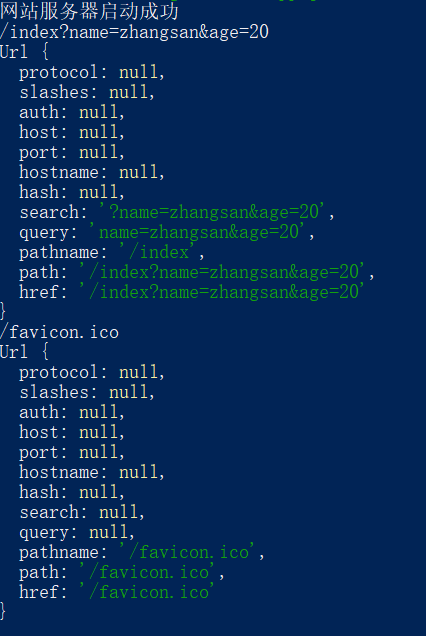 网站服务器启动成功
/index?name=zhangsan&age=20
Url {
  protocol: null,
  slashes: null,
  auth: null,
  host: null,
  port: null,
  hostname: null,
  hash: null,
  search: '?name=zhangsan&age=20',
  query: 'name=zhangsan&age=20',
  pathname: '/index',
  path: '/index?name=zhangsan&age=20',
  href: '/index?name=zhangsan&age=20'
}
/favicon.ico
Url {
  protocol: null,
  slashes: null,
  auth: null,
  host: null,
  port: null,
  hostname: null,
  hash: null,
  search: null,
  query: null,
  pathname: '/favicon.ico',
  path: '/favicon.ico',
  href: '/favicon.ico'
}